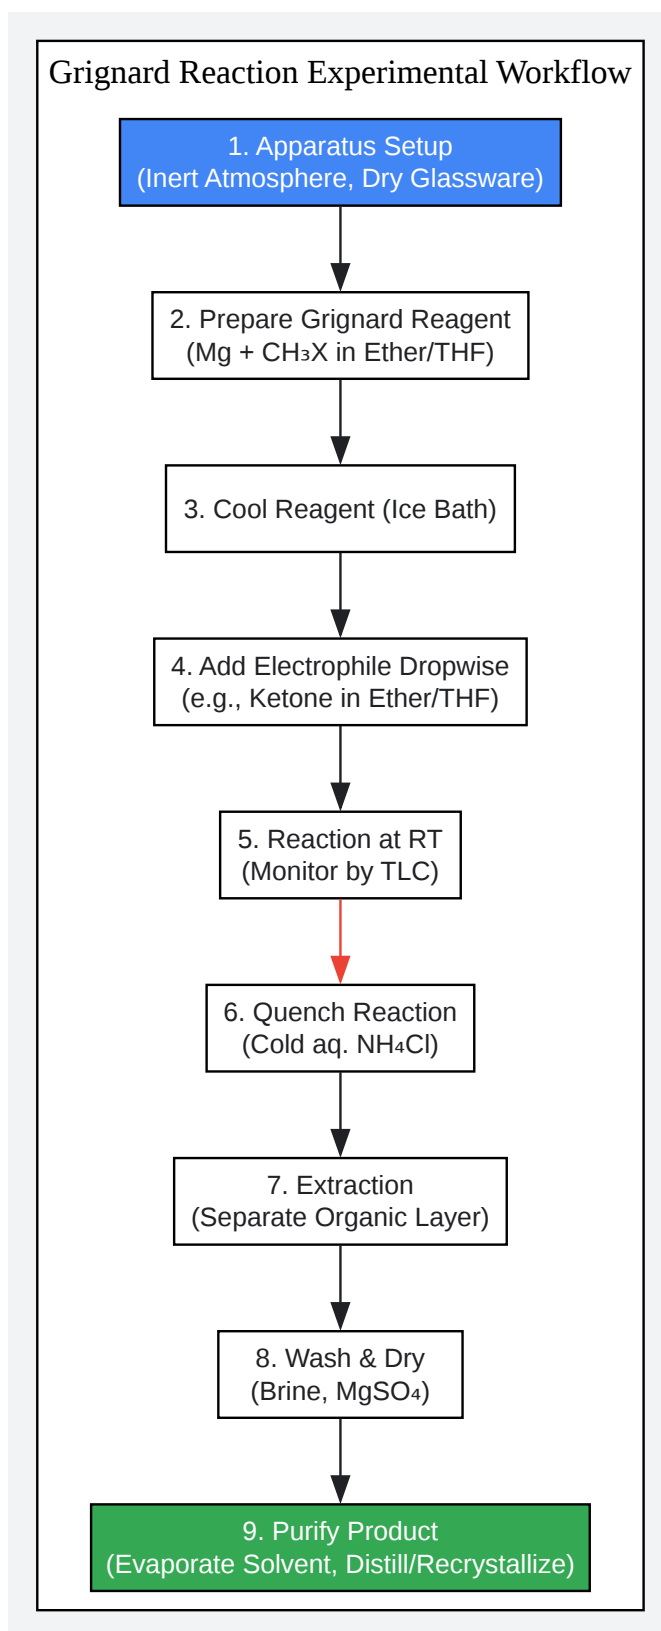 Grignard Reaction Experimental Workflow
1. Apparatus Setup
(Inert Atmosphere, Dry Glassware)
2. Prepare Grignard Reagent
(Mg + CH₃X in Ether/THF)
3. Cool Reagent (Ice Bath)
4. Add Electrophile Dropwise
(e.g., Ketone in Ether/THF)
5. Reaction at RT
(Monitor by TLC)
6. Quench Reaction
(Cold aq. NH₄Cl)
7. Extraction
(Separate Organic Layer)
8. Wash & Dry
(Brine, MgSO₄)
9. Purify Product
(Evaporate Solvent, Distill/Recrystallize)